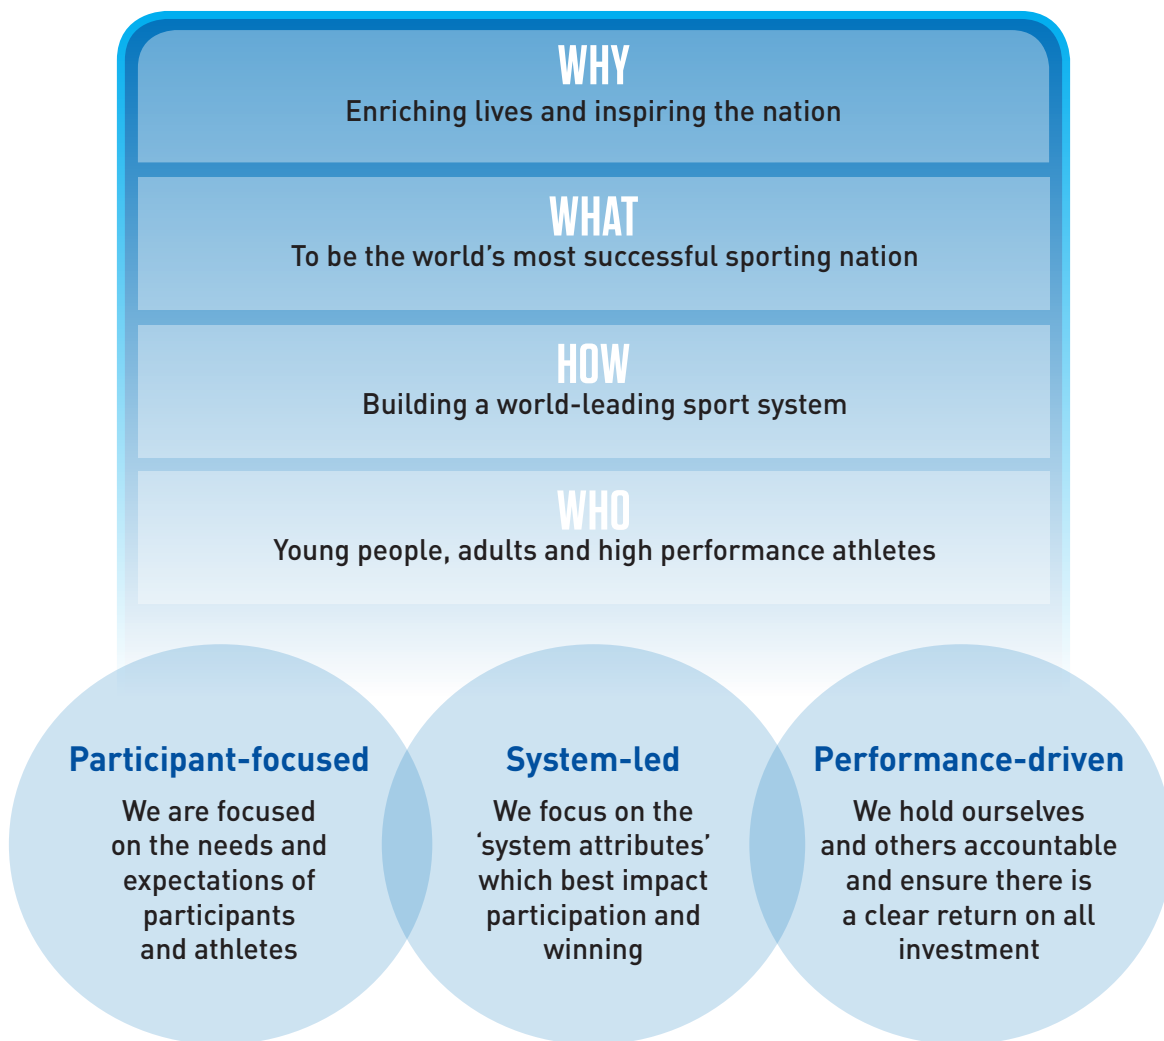 WHY
Enriching lives and inspiring the nation
WHAT
To be the world’s most successful sporting nation
HOW
Building a world-leading sport system
WHO
Young people, adults and high performance athletes
Participant-focused
We are focused
on the needs and
expectations of
participants
and athletes
System-led
We focus on the
‘system attributes’
which best impact
participation and
winning
Performance-driven
We hold ourselves
and others accountable
and ensure there is
a clear return on all
investment